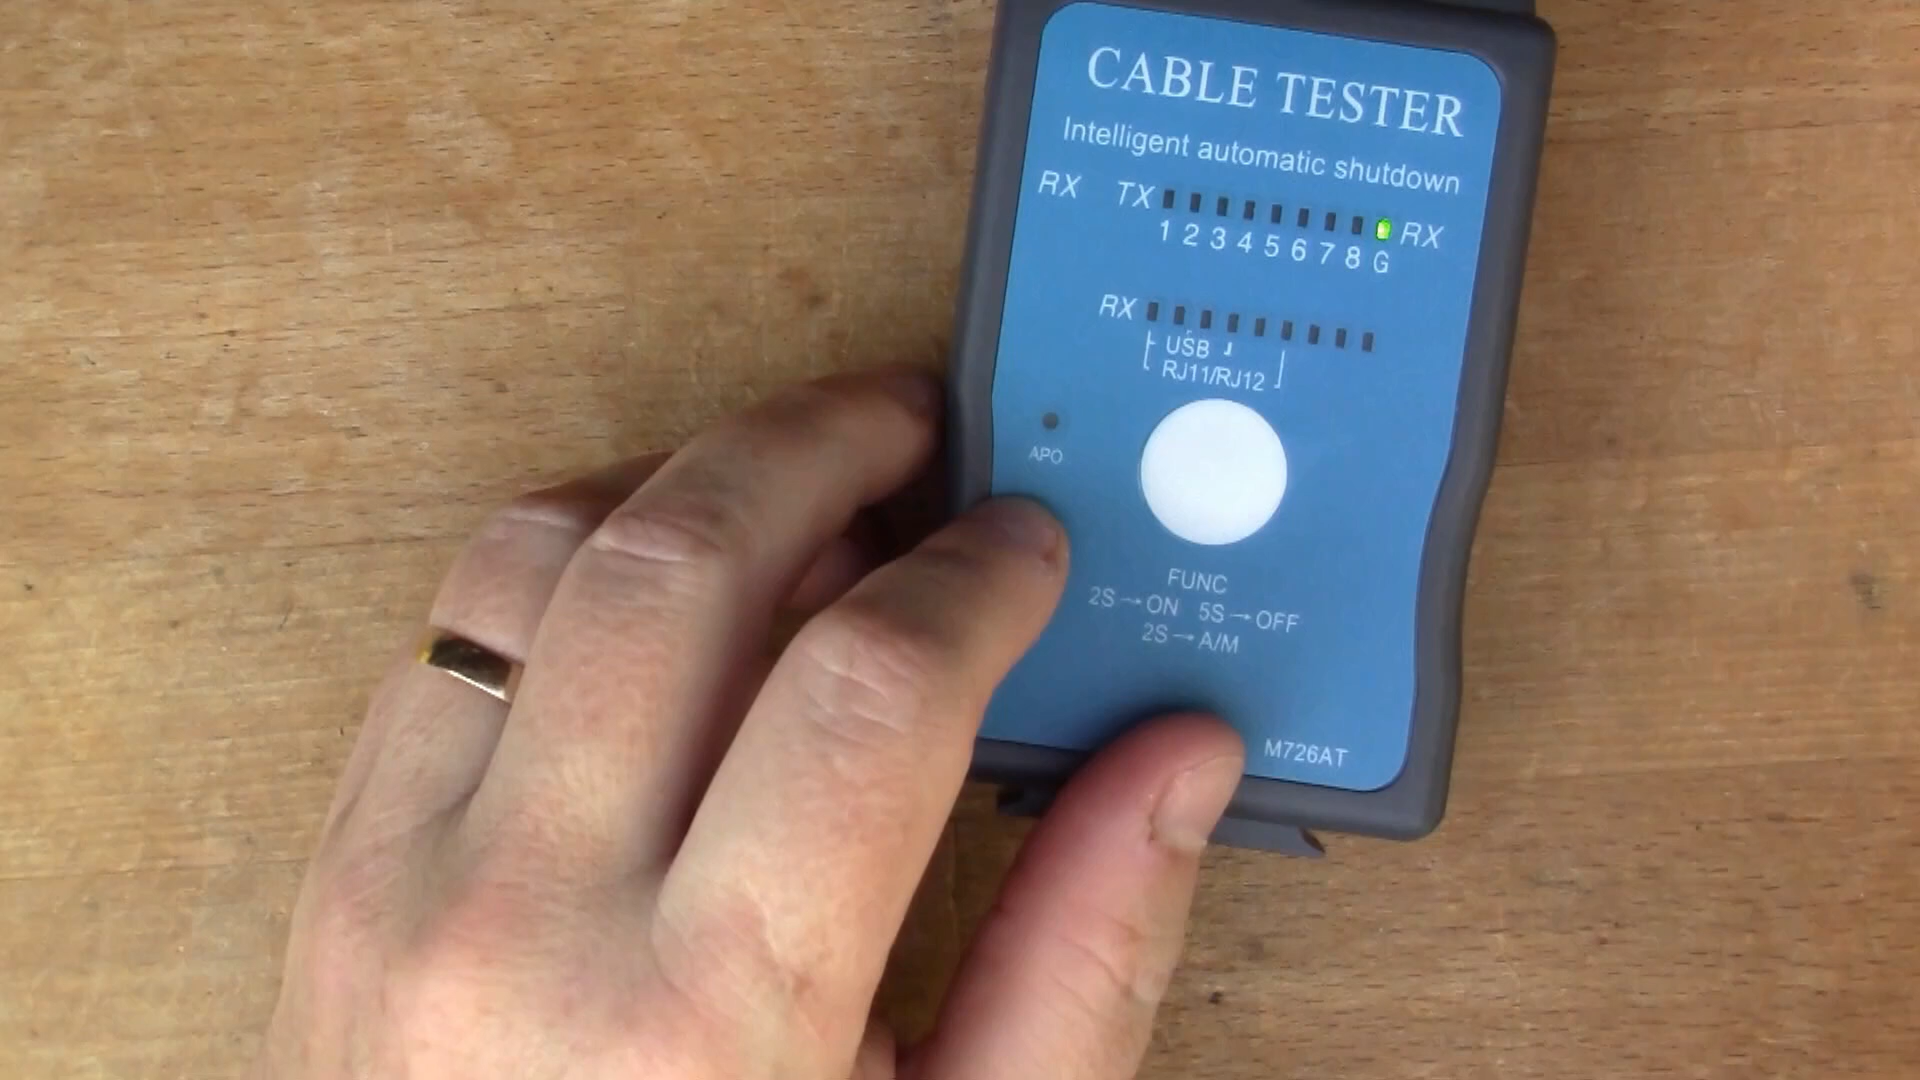 CABLE TESTER
Intelligent automatic shutdown
RX TX RX
1 2 3 4 5 6 7 8 G
RX
USB
RJ11/RJ12
APO
FUNC
2S→ON 5S→OFF
2S→A/M
M726AT